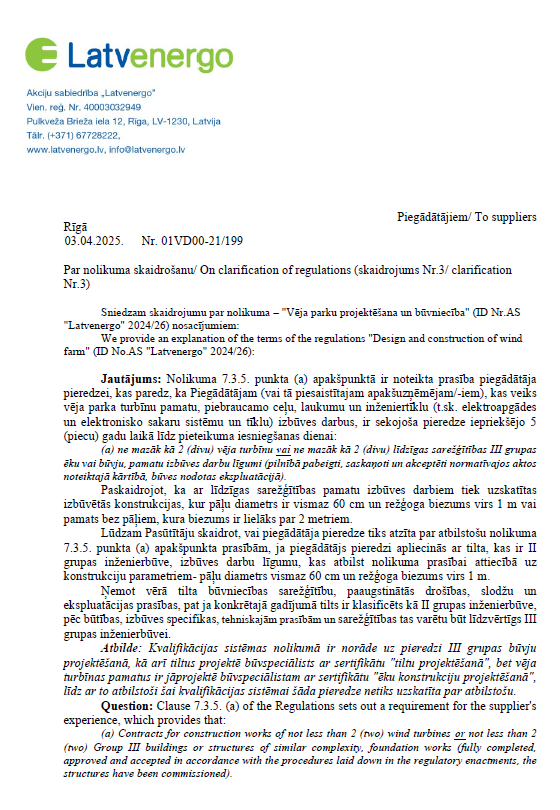 Latvenergo
Akciju sabiedrība „Latvenergo"
Vien. reģ. Nr. 40003032949
Pulkveža Brieža iela 12, Rīga, LV-1230, Latvija
Tālr. (+371) 67728222,
www.latvenergo.lv, info@latvenergo.lv
Piegādātājiem/ To suppliers
Rīgā
03.04.2025. Nr. 01VD00-21/199
Par nolikuma skaidrošanu/ On clarification of regulations (skaidrojums Nr.3/ clarification
Nr.3)
Sniedzam skaidrojumu par nolikuma – "Vēja parku projektēšana un būvniecība" (ID Nr.AS
"Latvenergo" 2024/26) nosacījumiem:
We provide an explanation of the terms of the regulations "Design and construction of wind
farm" (ID No.AS "Latvenergo" 2024/26):
Jautājums: Nolikuma 7.3.5. punkta (a) apakšpunktā ir noteikta prasība piegādātāja
pieredzei, kas paredz, ka Piegādātājam (vai tā piesaistītajam apakšuzņēmējam/-iem), kas veiks
vēja parka turbīnu pamatu, piebraucamo ceļu, laukumu un inženiertīklu (t.sk. elektroapgādes
un elektronisko sakaru sistēmu un tīklu) izbūves darbus, ir sekojoša pieredze iepriekšējo 5
(piecu) gadu laikā līdz pieteikuma iesniegšanas dienai:
(a) ne mazāk kā 2 (divu) vēja turbīnu vai ne mazāk kā 2 (divu) līdzīgas sarežģītības III grupas
ēku vai būvju, pamatu izbūves darbu līgumi (pilnībā pabeigti, saskaņoti un akceptēti normatīvajos aktos
noteiktajā kārtībā, būves nodotas ekspluatācijā).
Paskaidrojot, ka ar līdzīgas sarežģītības pamatu izbūves darbiem tiek uzskatītas
izbūvētās konstrukcijas, kur pāļu diametrs ir vismaz 60 cm un režģoga biezums virs 1 m vai
pamats bez pāļiem, kura biezums ir lielāks par 2 metriem.
Lūdzam Pasūtītāju skaidrot, vai piegādātāja pieredze tiks atzīta par atbilstošu nolikuma
7.3.5. punkta (a) apakšpunkta prasībām, ja piegādātājs pieredzi apliecinās ar tilta, kas ir II
grupas inženierbūve, izbūves darbu līgumu, kas atbilst nolikuma prasībai attiecībā uz
konstrukciju parametriem- pāļu diametrs vismaz 60 cm un režģoga biezums virs 1 m.
Ņemot vērā tilta būvniecības sarežģītību, paaugstinātās drošības, slodžu un
ekspluatācijas prasības, pat ja konkrētajā gadījumā tilts ir klasificēts kā II grupas inženierbūve,
pēc būtības, izbūves specifikas, tehniskajām prasībām un sarežģītības tas varētu būt līdzvērtīgs III
grupas inženierbūvei.
Atbilde: Kvalifikācijas sistēmas nolikumā ir norāde uz pieredzi III grupas būvju
projektēšanā, kā arī tiltus projektē būvspeciālists ar sertifikātu "tiltu projektēšanā", bet vēja
turbīnas pamatus ir jāprojektē būvspeciālistam ar sertifikātu "ēku konstrukciju projektēšanā",
līdz ar to atbilstoši šai kvalifikācijas sistēmai šāda pieredze netiks uzskatīta par atbilstošu.
Question: Clause 7.3.5. (a) of the Regulations sets out a requirement for the supplier's
experience, which provides that:
(a) Contracts for construction works of not less than 2 (two) wind turbines or not less than 2
(two) Group III buildings or structures of similar complexity, foundation works (fully completed,
approved and accepted in accordance with the procedures laid down in the regulatory enactments, the
structures have been commissioned).